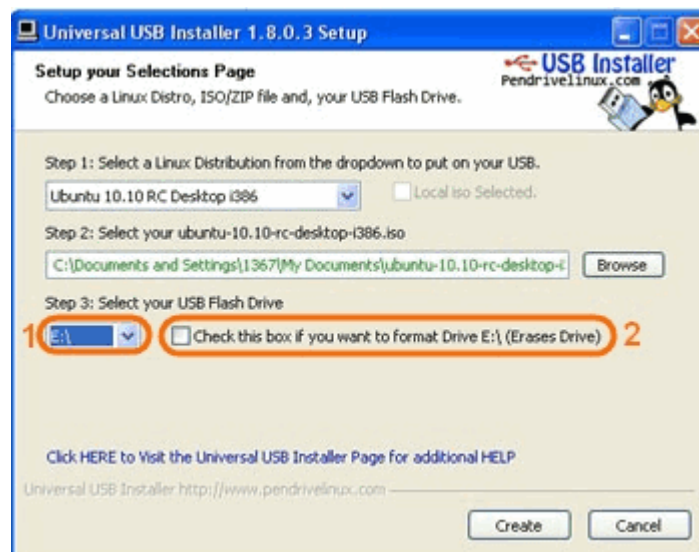 Universal USB Installer 1.8.0.3 Setup
Setup your Selections Page
Choose a Linux Distro, ISO/ZIP file and, your USB Flash Drive.
USB Installer
Pendrivelinux.com
Step 1: Select a Linux Distribution from the dropdown to put on your USB.
Ubuntu 10.10 RC Desktop i386
Local iso Selected.
Step 2: Select your ubuntu-10.10-rc-desktop-i386.iso
C:\Documents and Settings\1367\My Documents\ubuntu-10.10-rc-desktop-i
Browse
Step 3: Select your USB Flash Drive
1
E:\
Check this box if you want to format Drive E:\ (Erases Drive)
2
Click HERE to Visit the Universal USB Installer Page for additional HELP
Universal USB Installer http://www.pendrivelinux.com
Create
Cancel